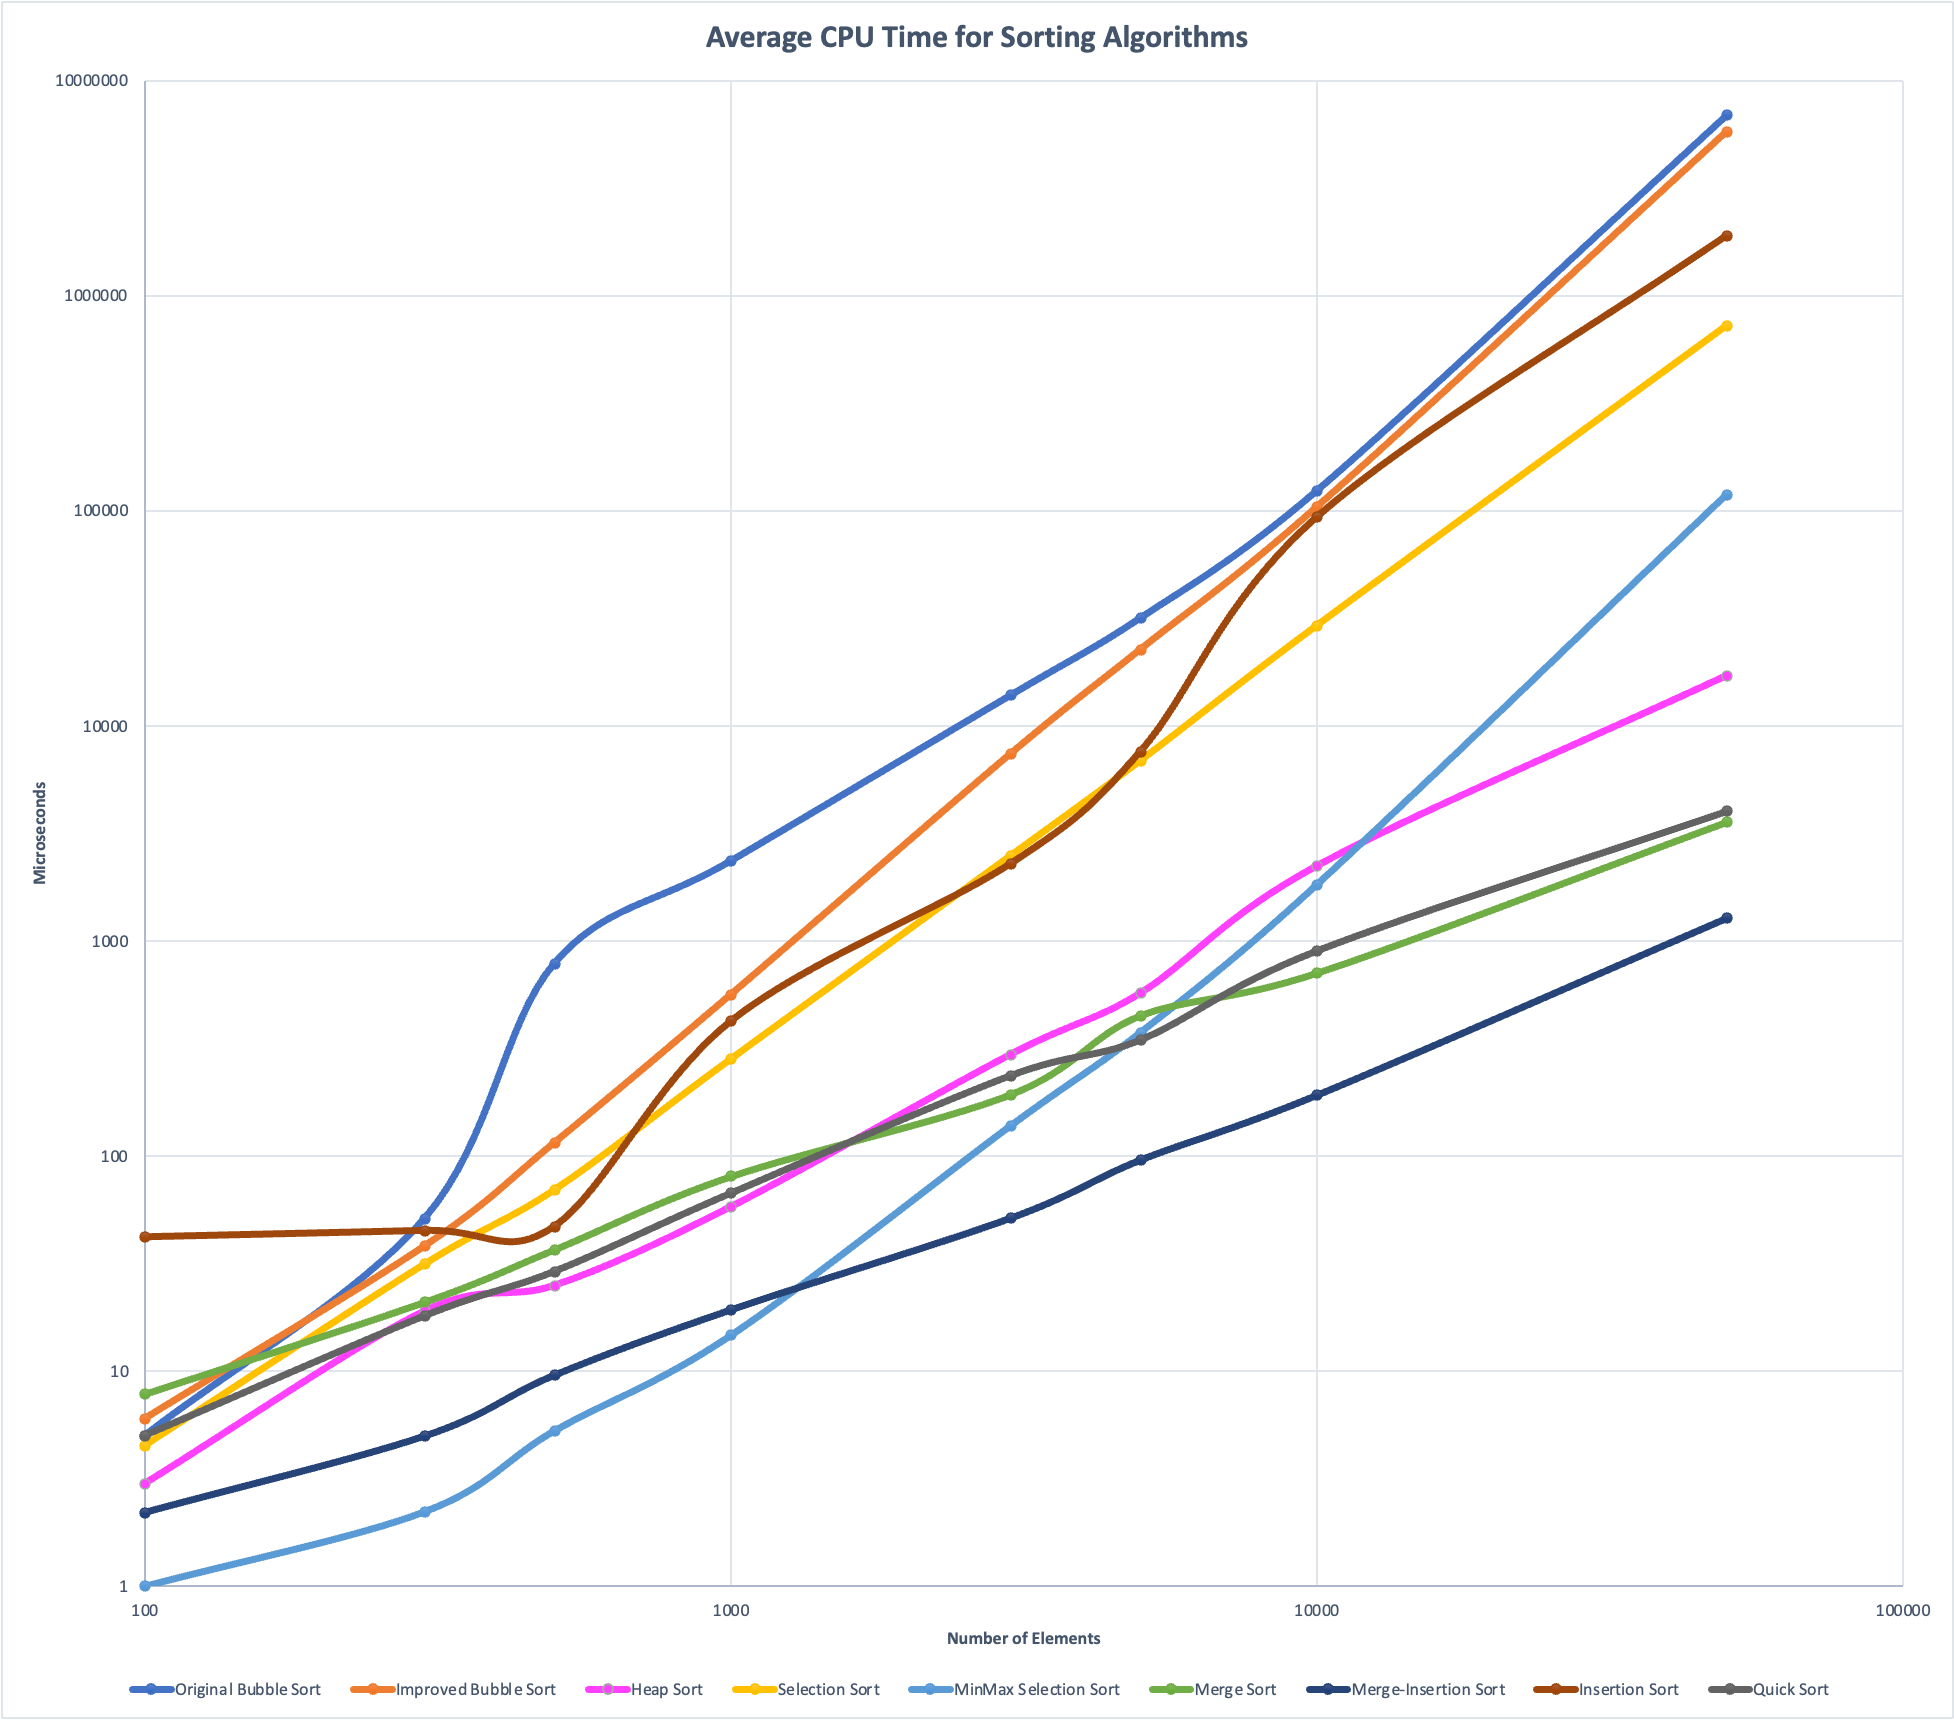 Average CPU Time for Sorting Algorithms
10000000
1000000
100000
10000
Microseconds
1000
100
10
1
100 1000 10000 100000
Number of Elements
Original Bubble Sort Improved Bubble Sort Heap Sort Selection Sort MinMax Selection Sort Merge Sort Merge-Insertion Sort Insertion Sort Quick Sort